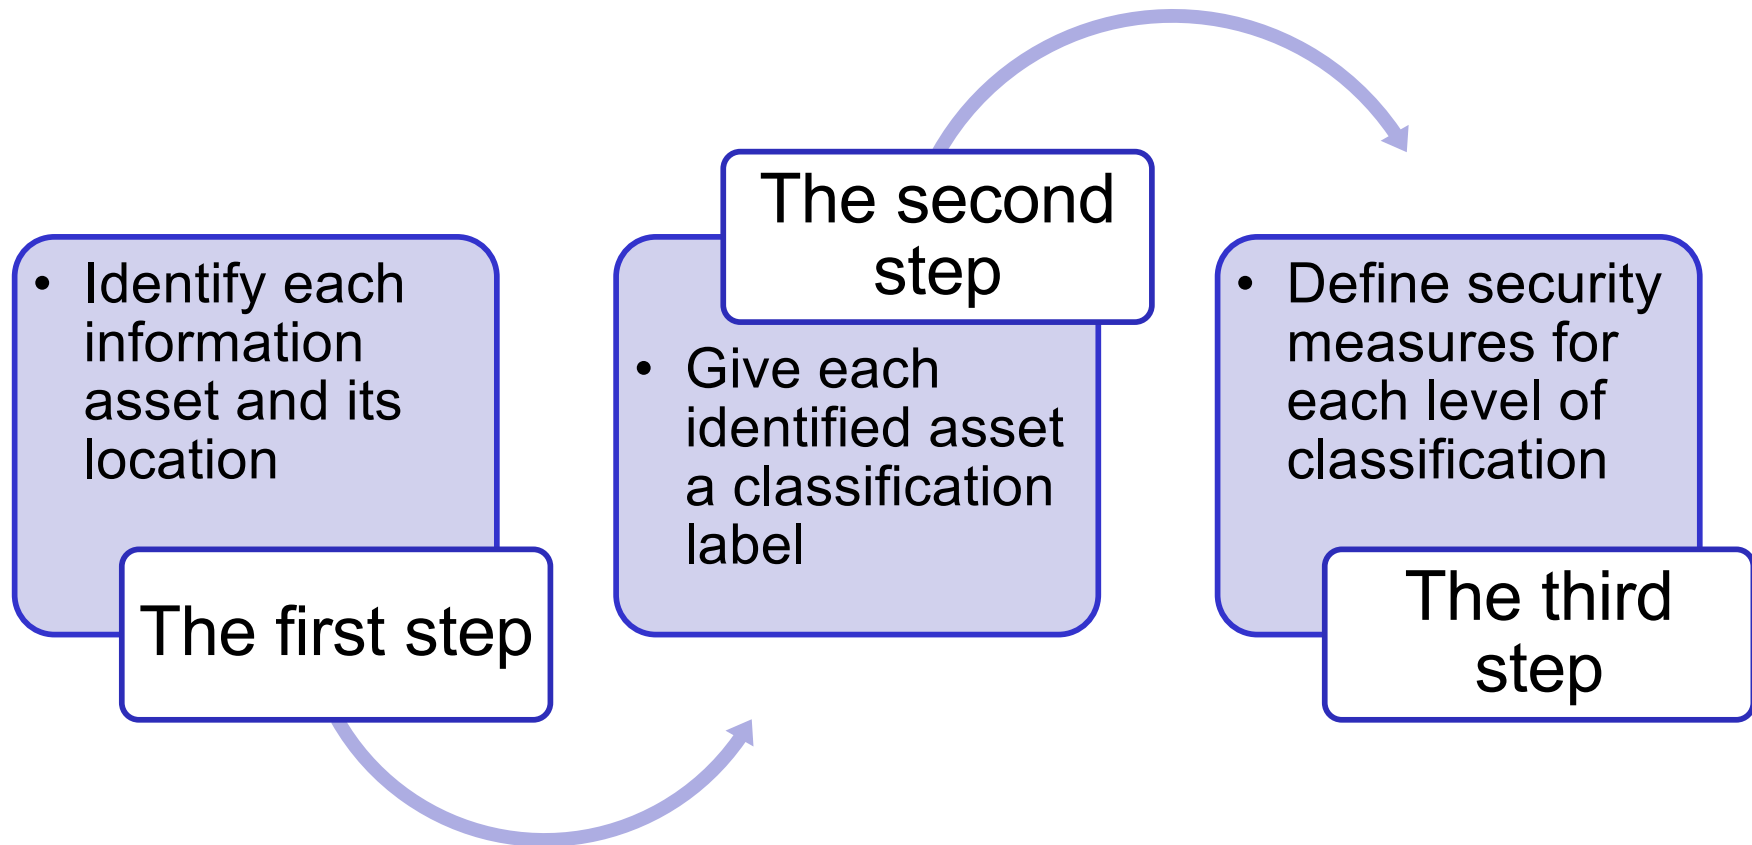 • Identify each
information
asset and its
location
The first step
The second
step
• Give each
identified asset
a classification
label
• Define security
measures for
each level of
classification
The third
step